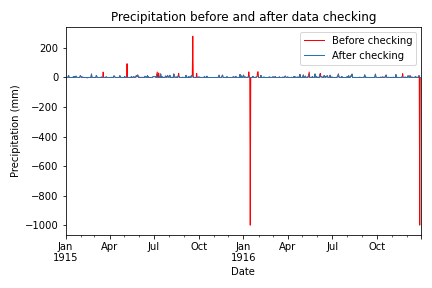 Precipitation before and after data checking
Before checking
After checking
200
0
−200
−400
−600
−800
−1000
Precipitation (mm)
Jan
1915
Apr
Jul
Oct
Jan
1916
Apr
Jul
Oct
Date